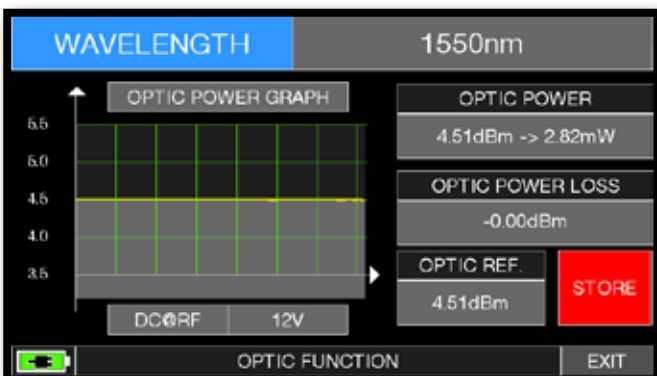 WAVELENGTH 1550nm
OPTIC POWER GRAPH
5.5
5.0
4.5
4.0
3.5
DC@RF 12V
OPTIC POWER
4.51dBm -> 2.82mW
OPTIC POWER LOSS
-0.00dBm
OPTIC REF.
4.51dBm
STORE
OPTIC FUNCTION EXIT